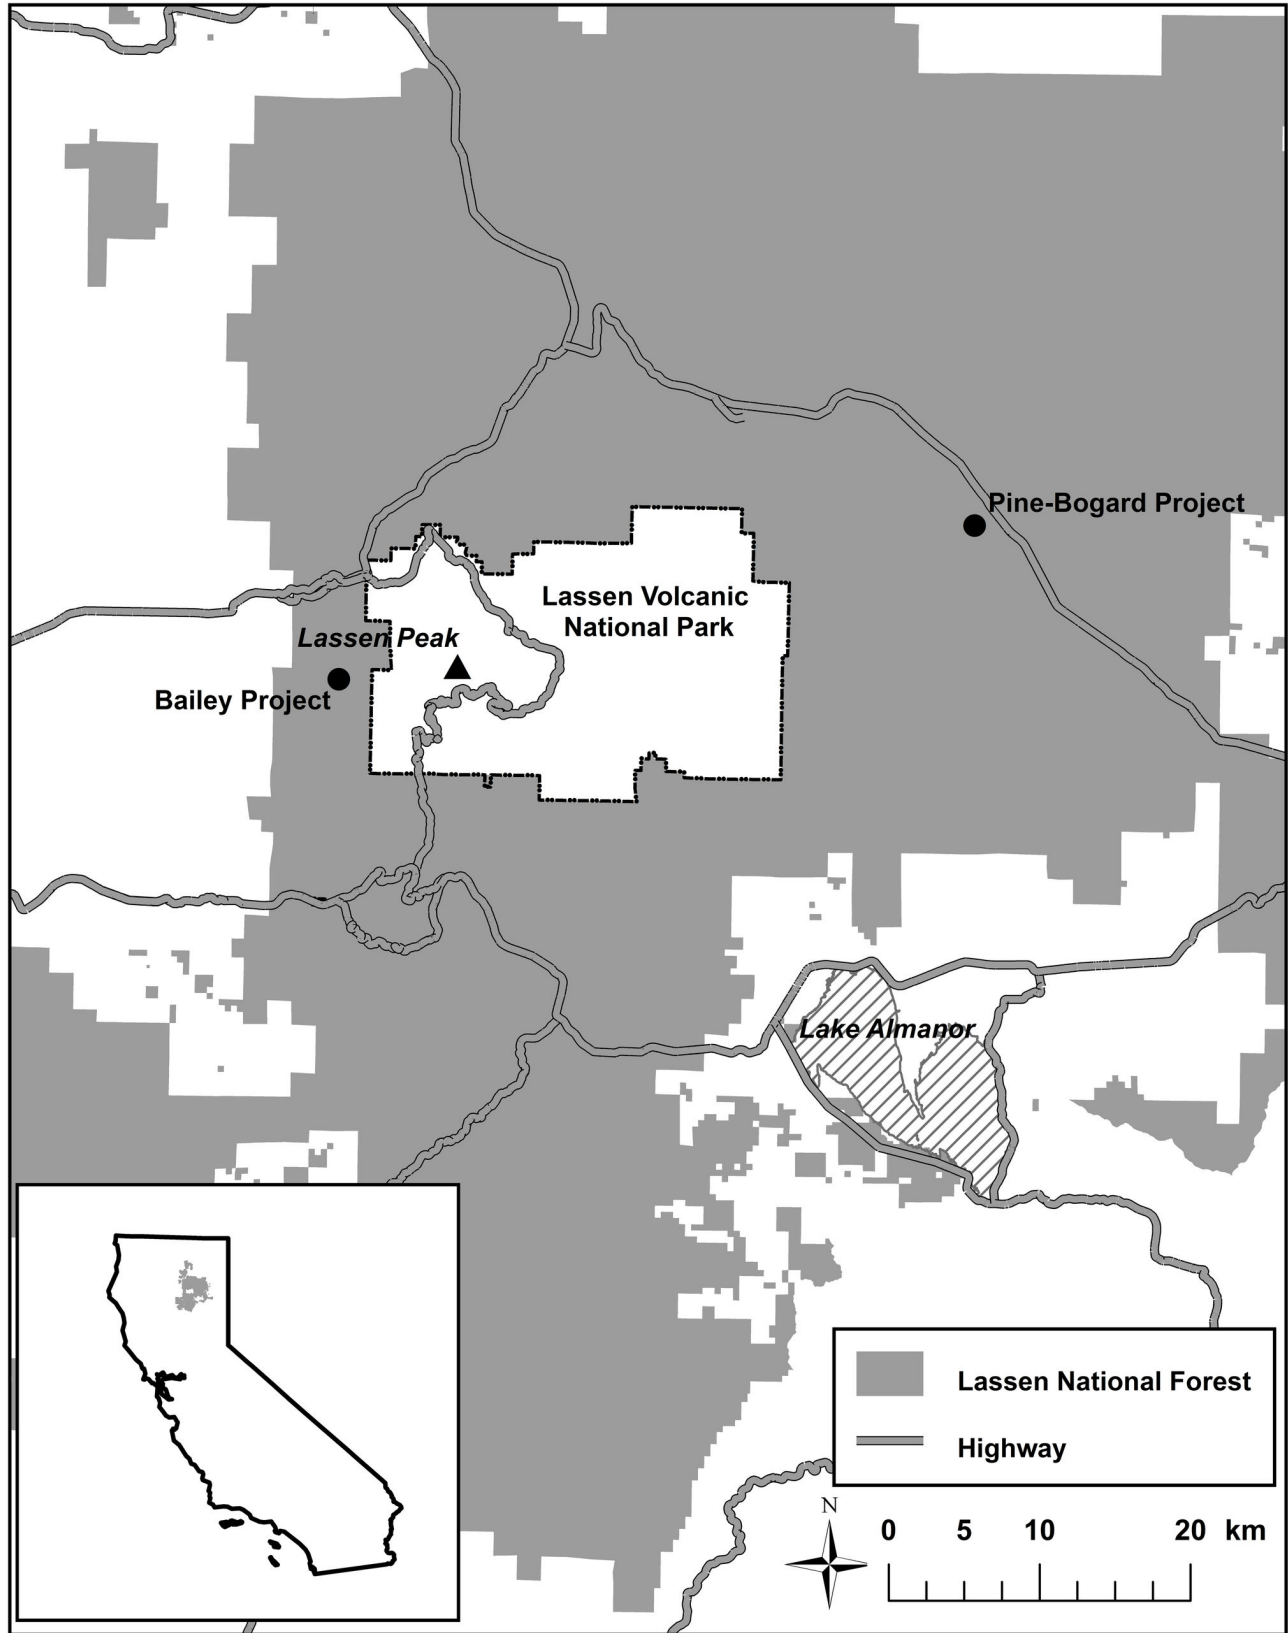 Pine-Bogard Project
Lassen Volcanic
National Park
Lassen Peak
Bailey Project
Lake Almanor
Lassen National Forest
Highway
N
0 5 10 20 km